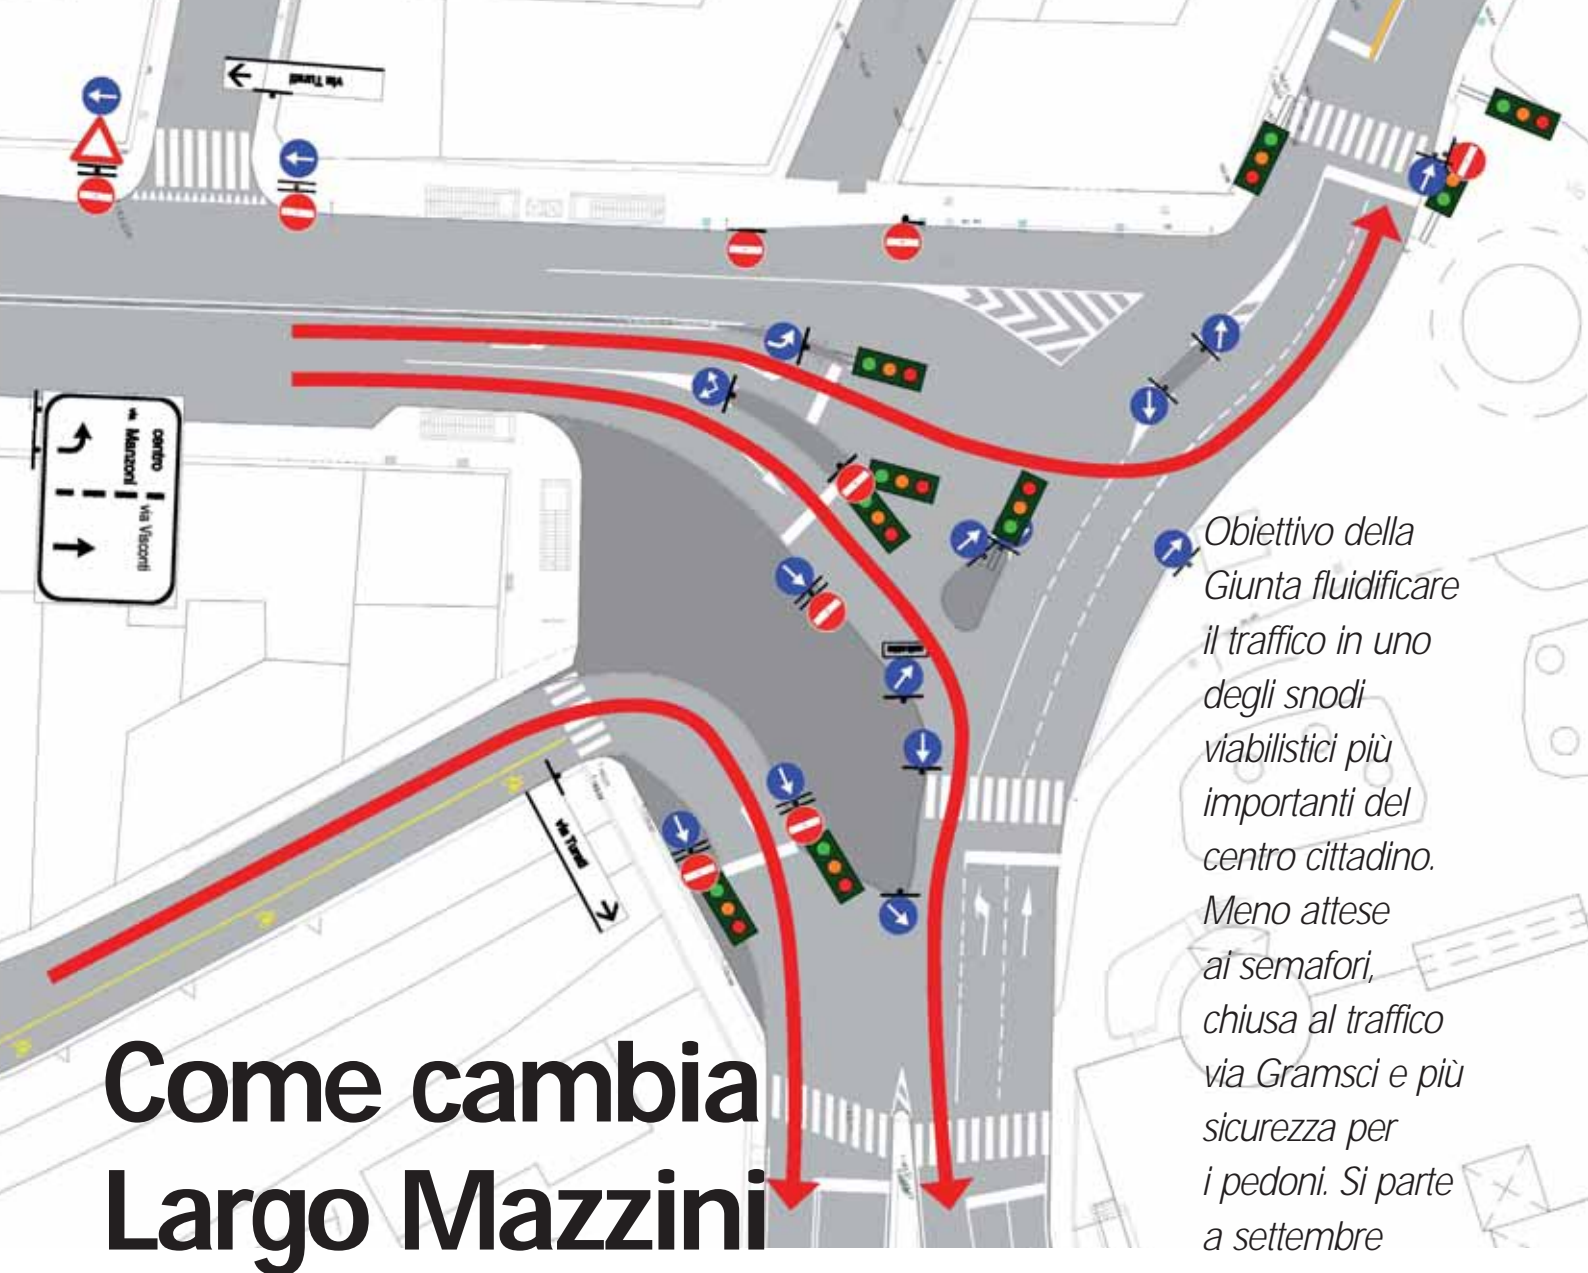 via Turati
centro
via Manzoni
via Visconti
via Turati
Obiettivo della
Giunta fluidificare
il traffico in uno
degli snodi
viabilistici più
importanti del
centro cittadino.
Meno attese
ai semafori,
chiusa al traffico
via Gramsci e più
sicurezza per
i pedoni. Si parte
a settembre
Come cambia
Largo Mazzini